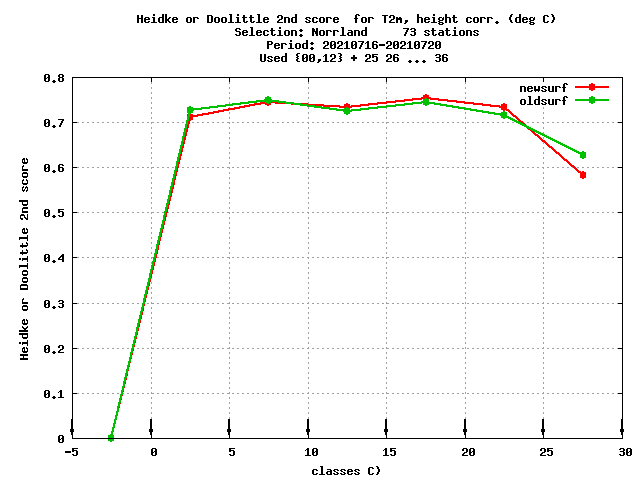 Heidke or Doolittle 2nd score  for T2m, height corr. (deg C)
Selection: Norrland     73 stations
Period: 20210716-20210720
Used {00,12} + 25 26 ... 36
newsurf
oldsurf
Heidke or Doolittle 2nd score
0.8
0.7
0.6
0.5
0.4
0.3
0.2
0.1
0
-5 0 5 10 15 20 25 30
classes C)